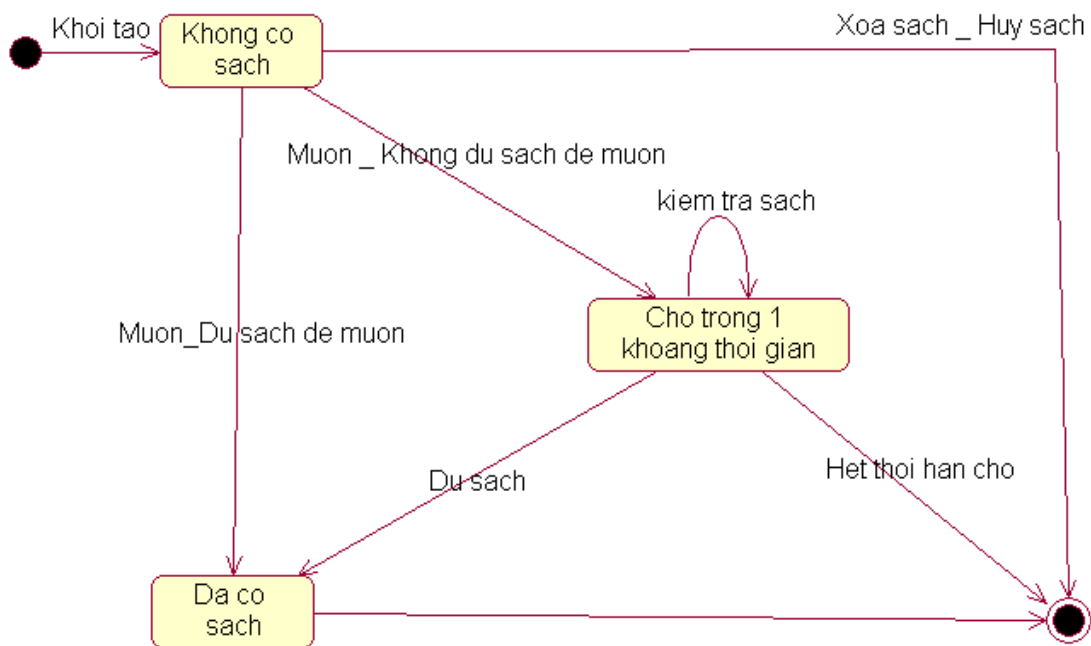 Khoi tao
Khong co
sach
Xoa sach _ Huy sach
Muon _ Khong du sach de muon
kiem tra sach
Cho trong 1
khoang thoi gian
Muon_Du sach de muon
Du sach
Het thoi han cho
Da co
sach